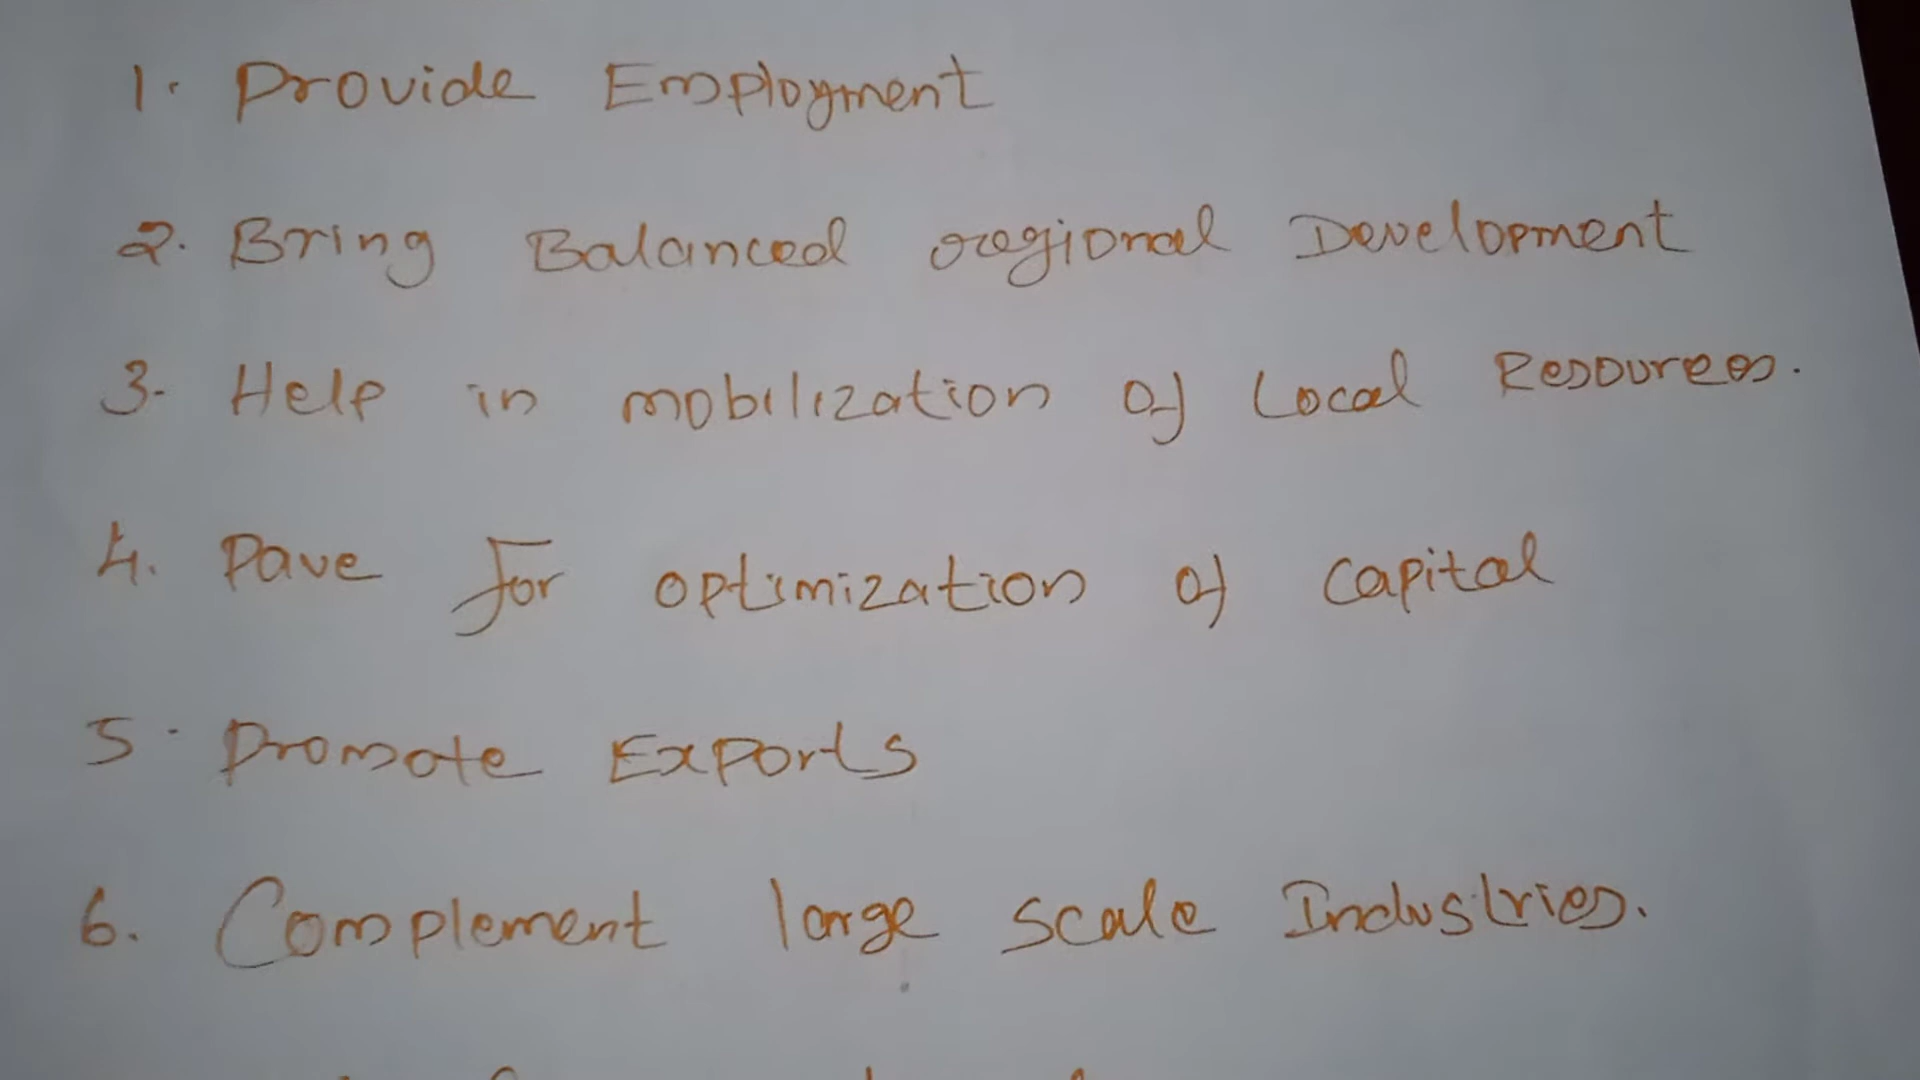 1. Provide Employment
2. Bring Balanced regional Development
3. Help in mobilization of Local Resources.
4. Pave for optimization of capital
5. Promote Exports
6. Complement large scale Industries.